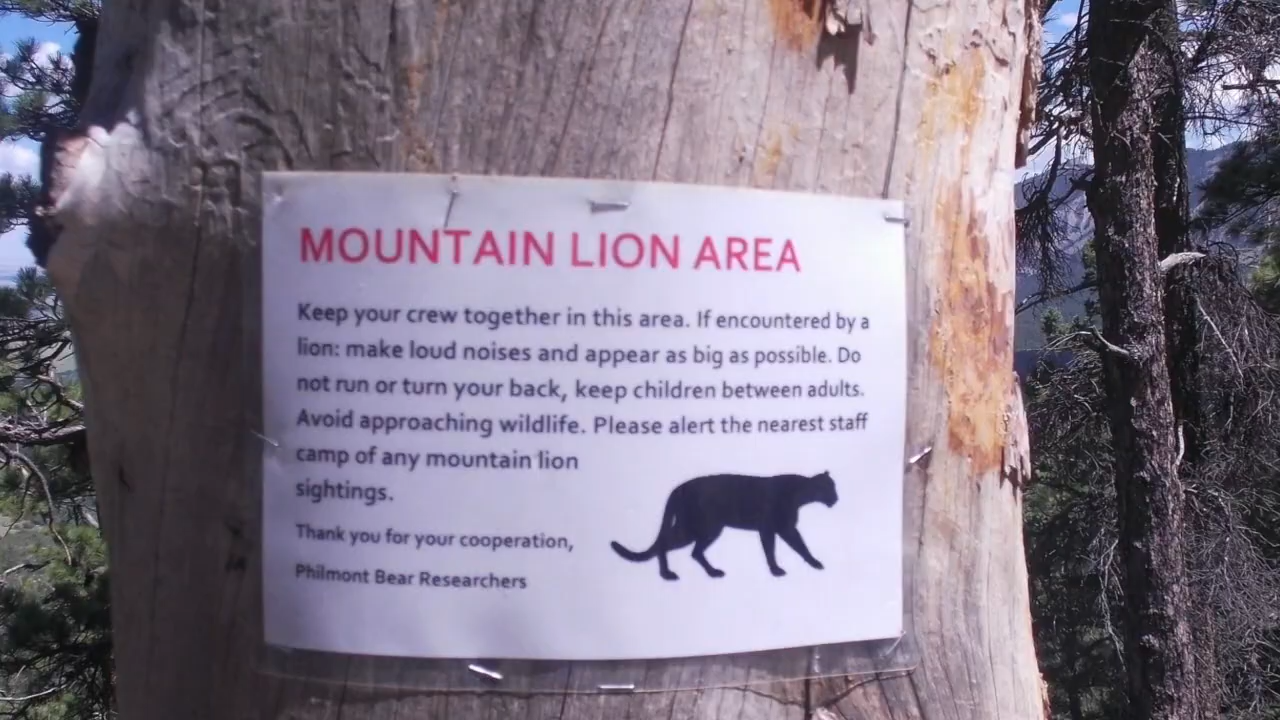 MOUNTAIN LION AREA
Keep your crew together in this area. If encountered by a
lion: make loud noises and appear as big as possible. Do
not run or turn your back, keep children between adults.
Avoid approaching wildlife. Please alert the nearest staff
camp of any mountain lion
sightings.
Thank you for your cooperation,
Philmont Bear Researchers